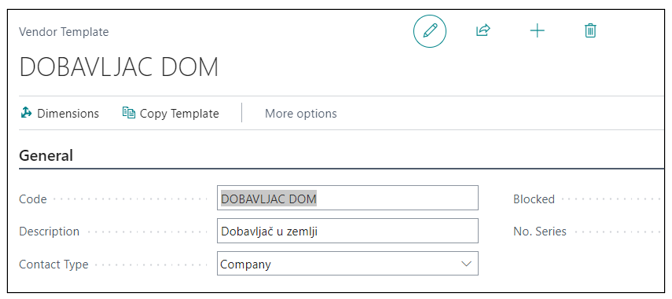 Vendor Template
DOBAVLJAC DOM
Dimensions Copy Template More options
General
Code DOBAVLJAC DOM Blocked
Description Dobavljač u zemlji No. Series
Contact Type Company